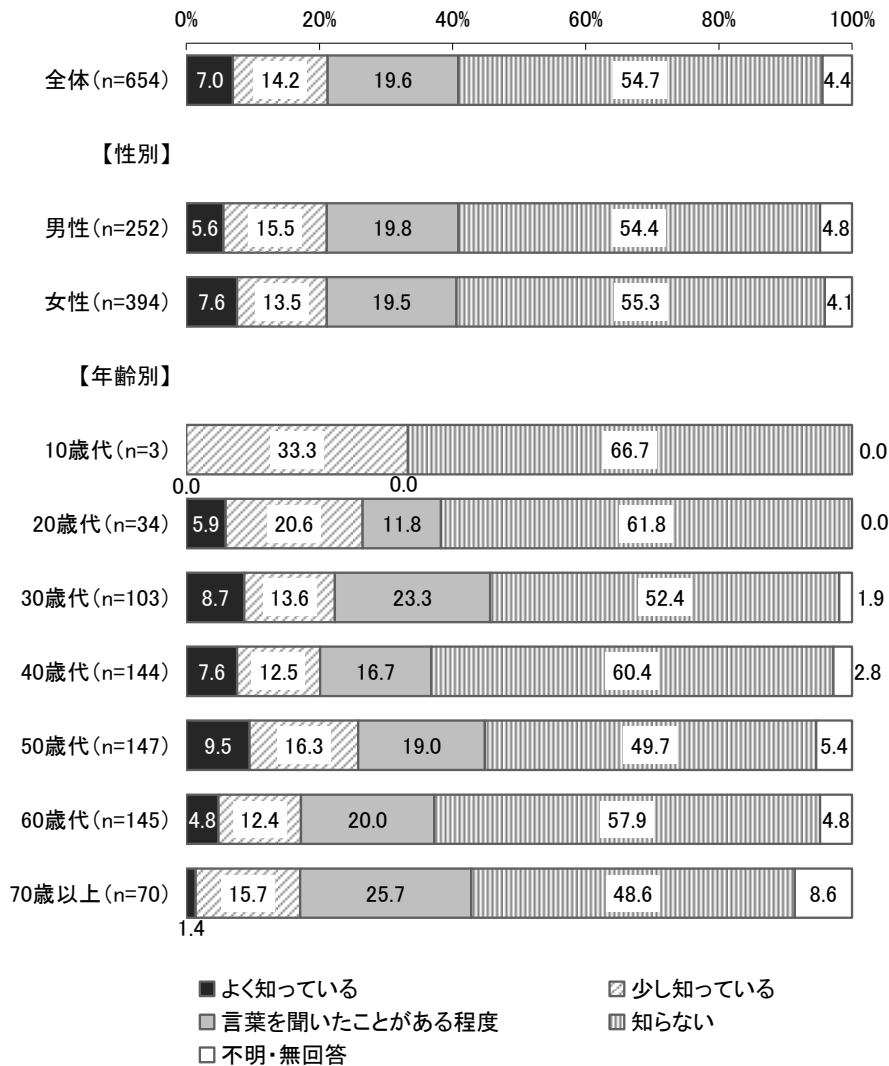 0% 20% 40% 60% 80% 100%
全体(n=654) 7.0 14.2 19.6 54.7 4.4
【性別】
男性(n=252) 5.6 15.5 19.8 54.4 4.8
女性(n=394) 7.6 13.5 19.5 55.3 4.1
【年齢別】
10歳代(n=3) 33.3 66.7 0.0
0.0 0.0
20歳代(n=34) 5.9 20.6 11.8 61.8 0.0
30歳代(n=103) 8.7 13.6 23.3 52.4 1.9
40歳代(n=144) 7.6 12.5 16.7 60.4 2.8
50歳代(n=147) 9.5 16.3 19.0 49.7 5.4
60歳代(n=145) 4.8 12.4 20.0 57.9 4.8
70歳以上(n=70) 15.7 25.7 48.6 8.6
1.4
よく知っている 少し知っている
言葉を聞いたことがある程度 知らない
不明・無回答